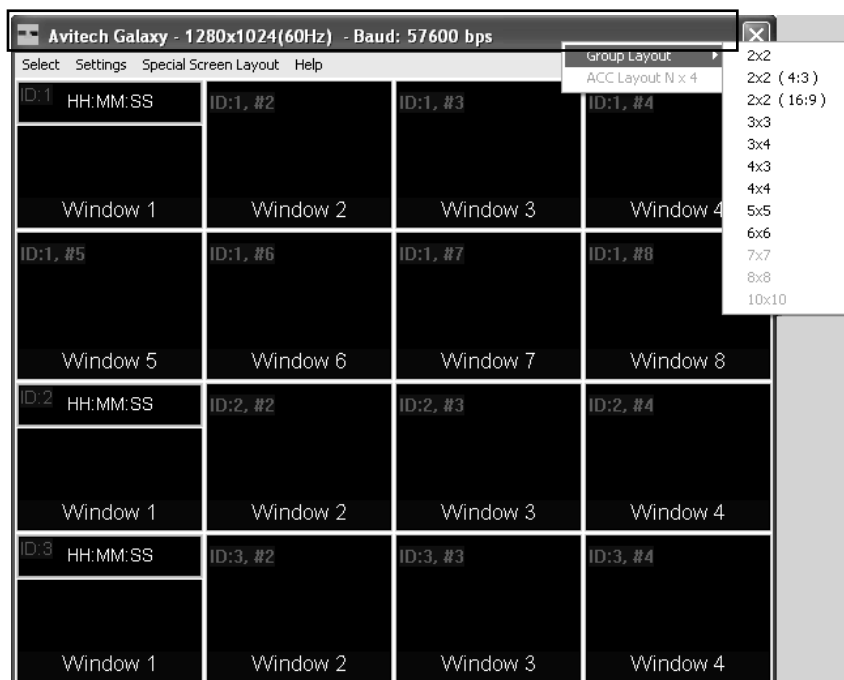 Avitech Galaxy - 1280x1024(60Hz) - Baud: 57600 bps
Select Settings Special Screen Layout Help
Group Layout
ACC Layout N x 4
2x2
2x2 ( 4:3 )
2x2 ( 16:9 )
3x3
3x4
4x3
4x4
5x5
6x6
7x7
8x8
10x10
ID:1 HH:MM:SS ID:1, #2 ID:1, #3 ID:1, #4
Window 1 Window 2 Window 3 Window 4
ID:1, #5 ID:1, #6 ID:1, #7 ID:1, #8
Window 5 Window 6 Window 7 Window 8
ID:2 HH:MM:SS ID:2, #2 ID:2, #3 ID:2, #4
Window 1 Window 2 Window 3 Window 4
ID:3 HH:MM:SS ID:3, #2 ID:3, #3 ID:3, #4
Window 1 Window 2 Window 3 Window 4